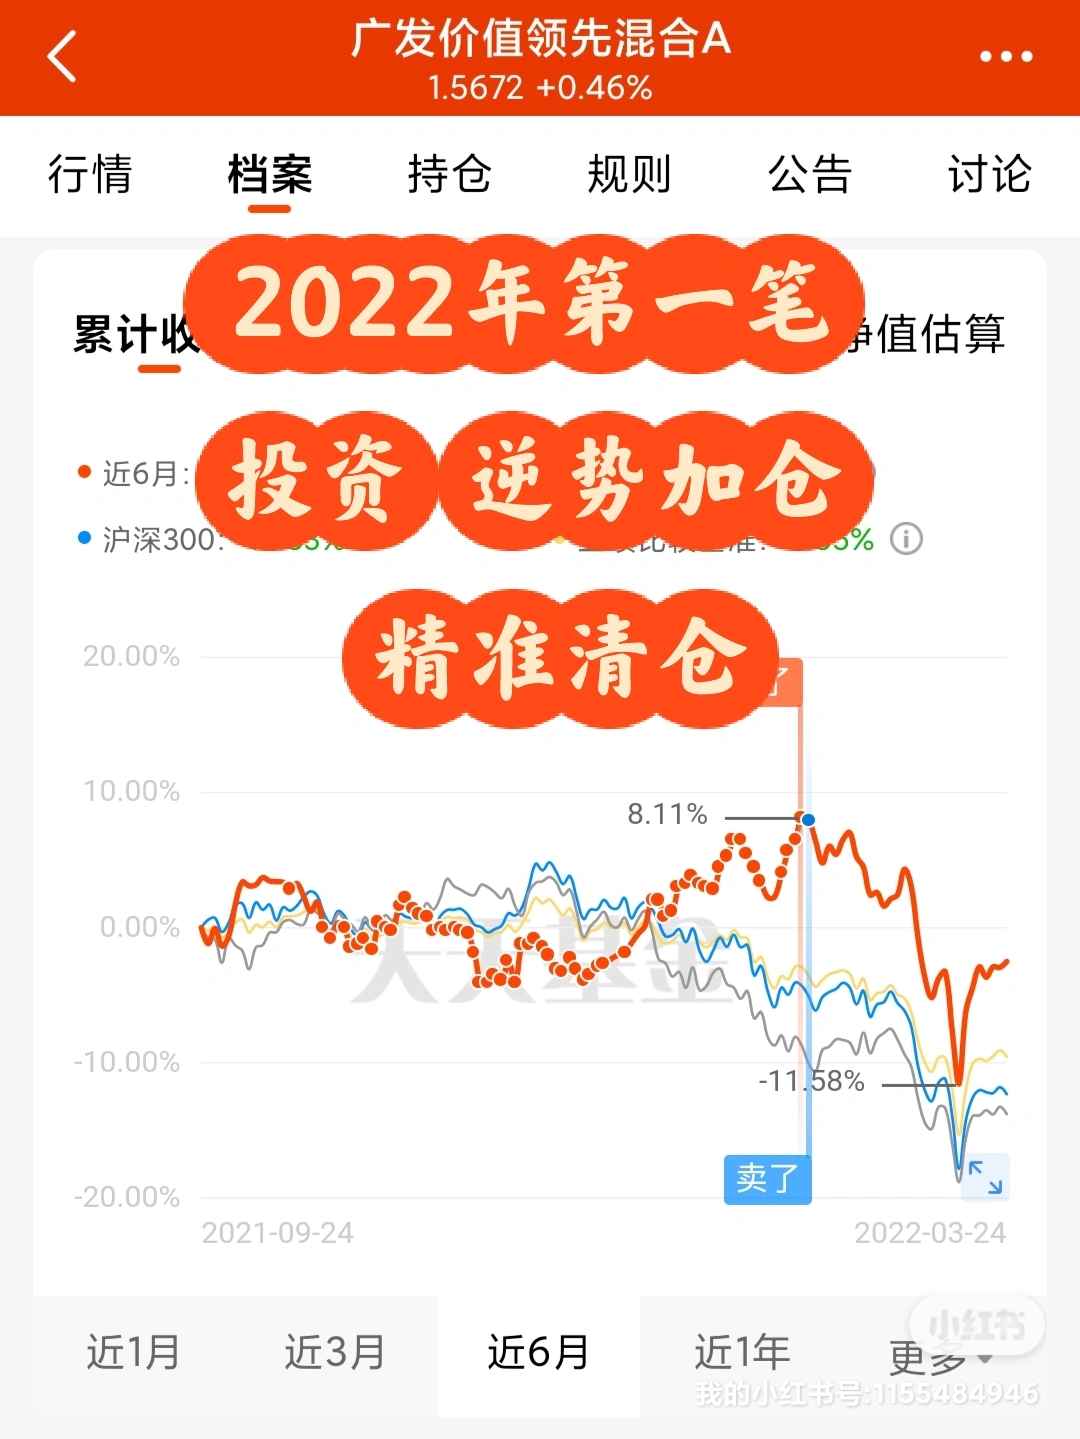 广发价值领先混合A
1.5672 +0.46%
行情 档案 持仓 规则 公告 讨论
2022年第一笔
累计收 净值估算
投资 逆势加仓
近6月:
沪深300:
精准清仓
了
20.00%
10.00%
8.11%
0.00%
天天基金
-10.00%
-11.58%
卖了
-20.00%
2021-09-24 2022-03-24
近1月 近3月 近6月 近1年 更多
小红书
我的小红书号:1155484946